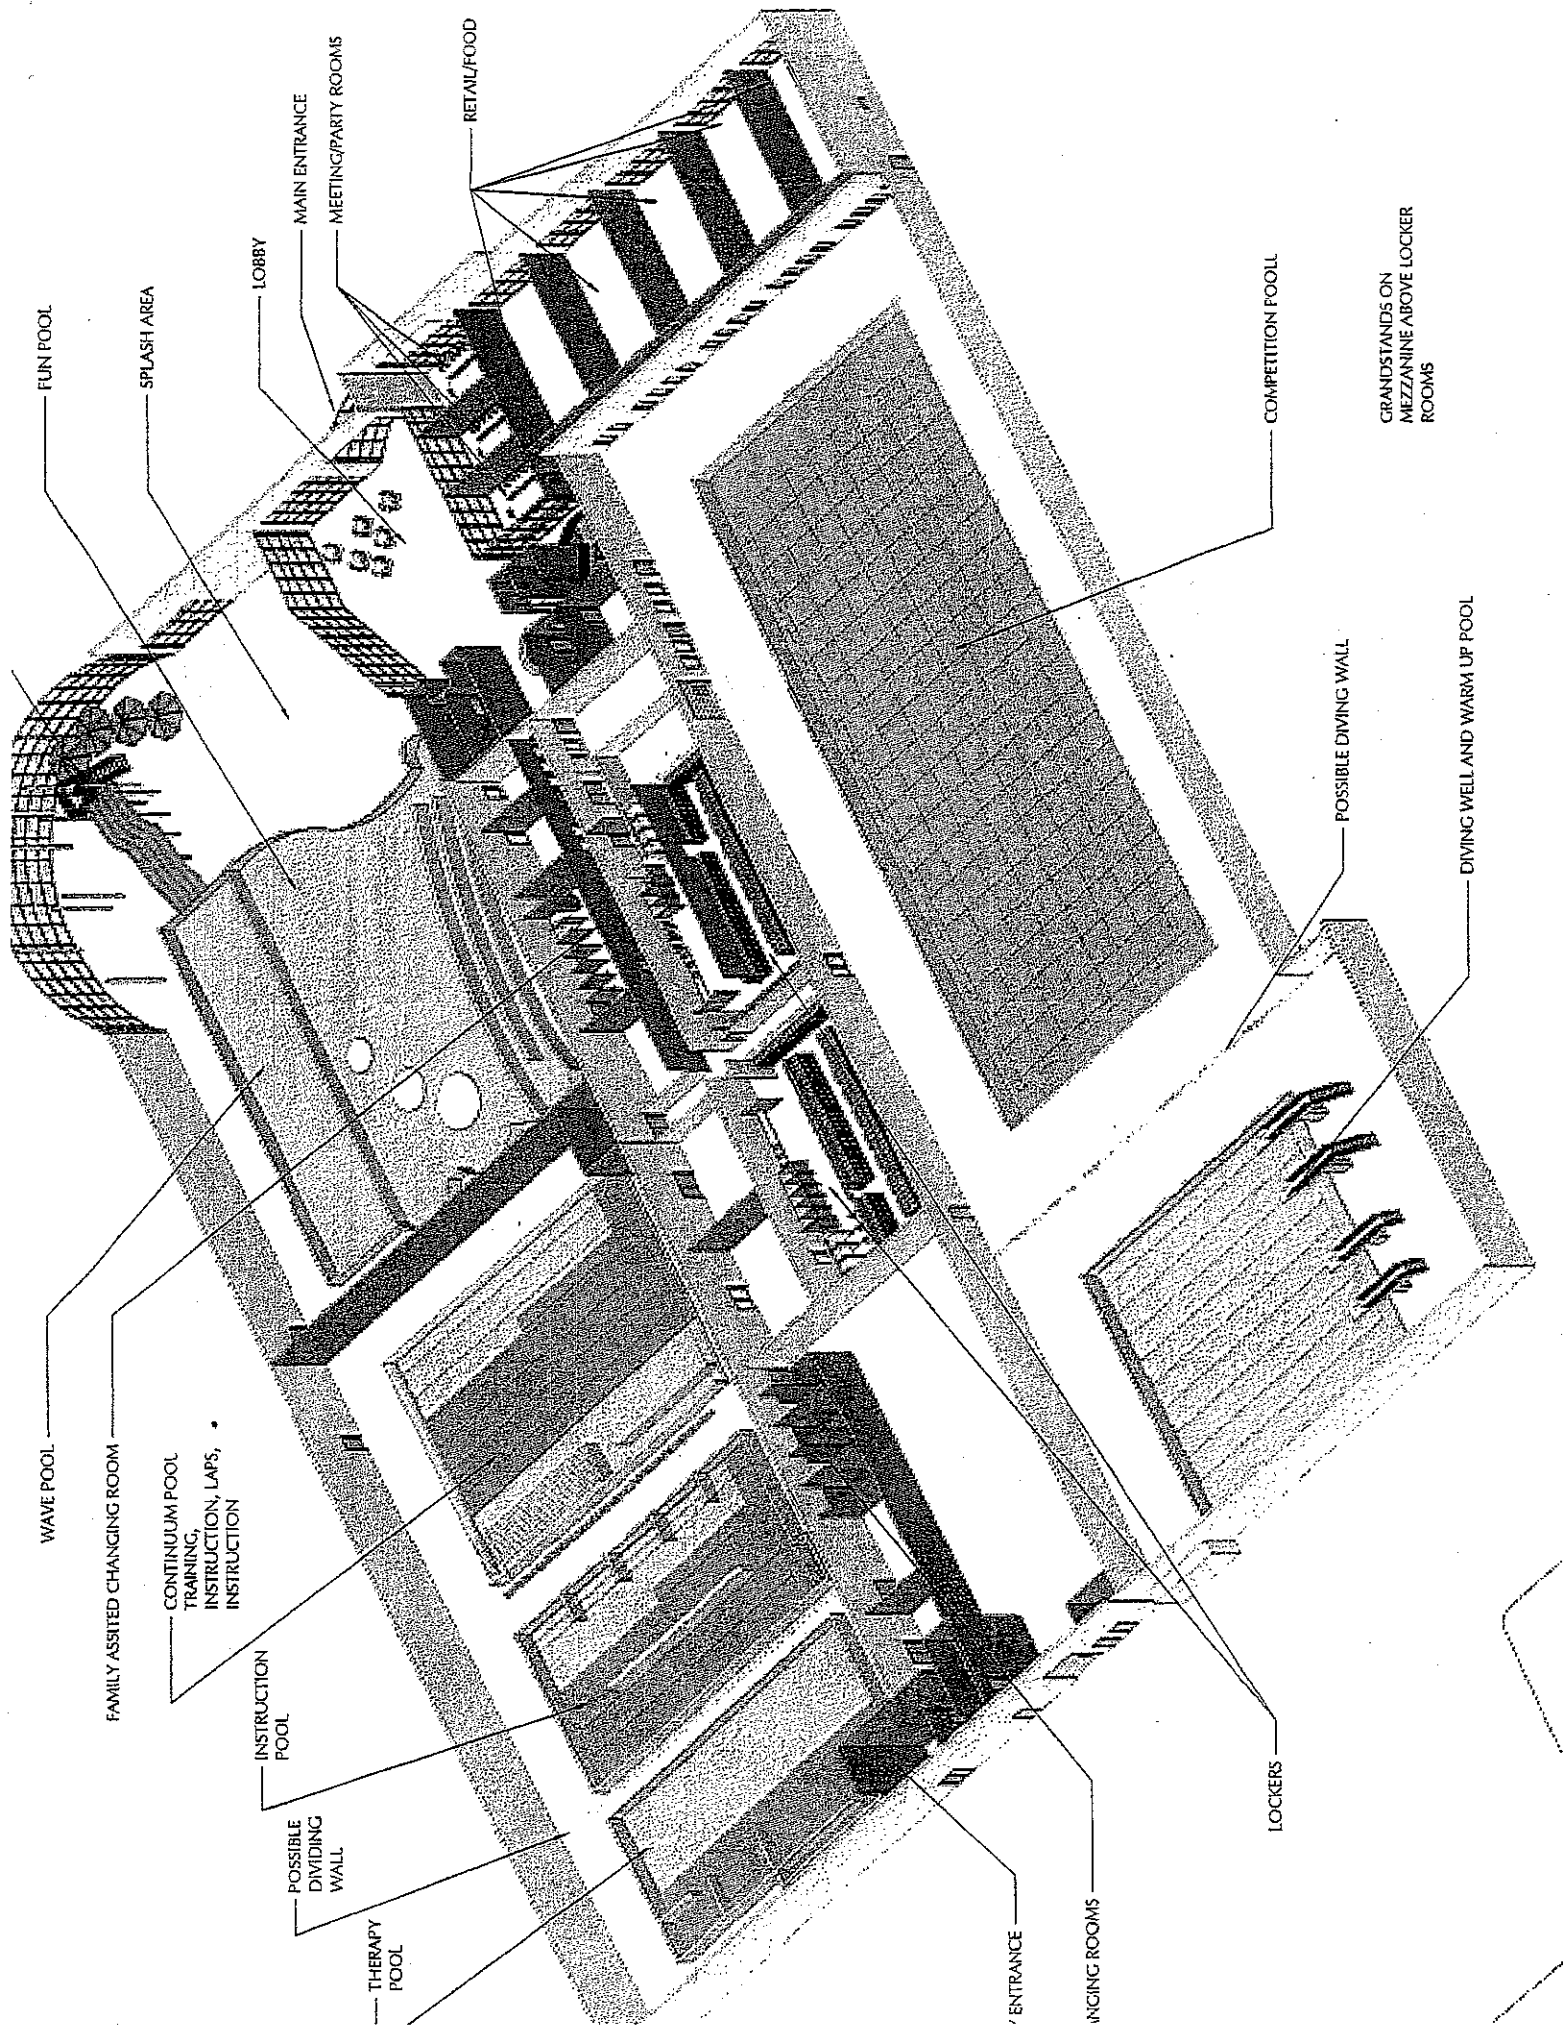 WAVE POOL
FUN POOL
FAMILY ASSITED CHANGING ROOM
SPLASH AREA
CONTINUUM POOL
TRAINING,
INSTRUCTION, LAPS,
INSTRUCTION
LOBBY
INSTRUCTION
POOL
MAIN ENTRANCE
POSSIBLE
DIVIDING
WALL
MEETING/PARTY ROOMS
THERAPY
POOL
RETAIL/FOOD
ENTRANCE
ANGING ROOMS
LOCKERS
COMPETITION POOLL
POSSIBLE DIVING WALL
GRANDSTANDS ON
MEZZANINE ABOVE LOCKER
ROOMS
DIVING WELL AND WARM UP POOL